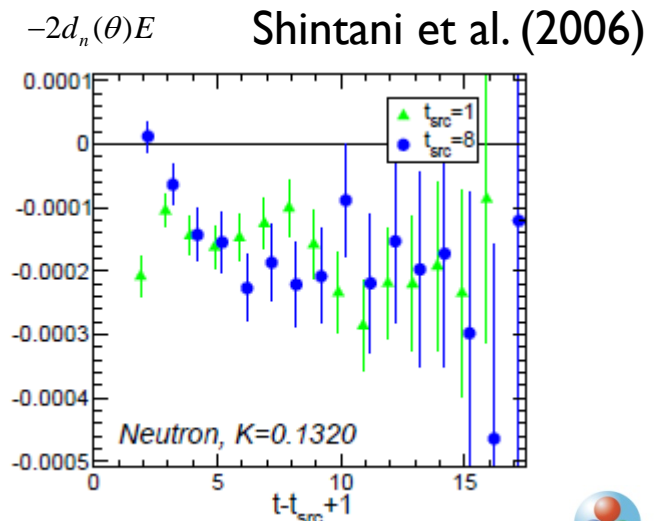 −2dₙ(θ)E
Shintani et al. (2006)
0.0001
0
-0.0001
-0.0002
-0.0003
-0.0004
-0.0005
t_src=1
t_src=8
Neutron, K=0.1320
0 5 10 15
t-t_src+1